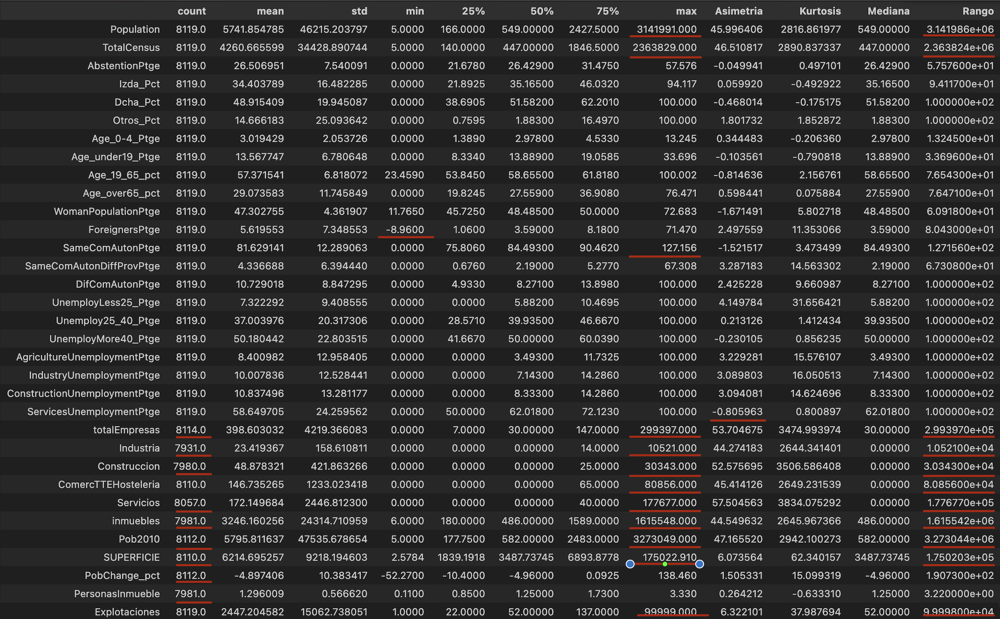 count mean std min 25% 50% 75% max Asimetria Kurtosis Mediana Rango
Population 8119.0 5741.854785 46215.203797 5.0000 166.0000 549.00000 2427.5000 3141991.000 45.996406 2816.861977 549.00000 3.141986e+06
TotalCensus 8119.0 4260.665599 34428.890744 5.0000 140.0000 447.00000 1846.5000 2363829.000 46.510817 2890.837337 447.00000 2.363824e+06
AbstentionPtge 8119.0 26.506951 7.540091 0.0000 21.6780 26.42900 31.4750 57.576 -0.049941 0.497101 26.42900 5.757600e+01
Izda_Pct 8119.0 34.403789 16.482285 0.0000 21.8925 35.16500 46.0320 94.117 0.059920 -0.492922 35.16500 9.411700e+01
Dcha_Pct 8119.0 48.915409 19.945087 0.0000 38.6905 51.58200 62.2010 100.000 -0.468014 -0.175175 51.58200 1.000000e+02
Otros_Pct 8119.0 14.666183 25.093642 0.0000 0.7595 1.88300 16.4970 100.000 1.801732 1.852872 1.88300 1.000000e+02
Age_0-4_Ptge 8119.0 3.019429 2.053726 0.0000 1.3890 2.97800 4.5330 13.245 0.344483 -0.206360 2.97800 1.324500e+01
Age_under19_Ptge 8119.0 13.567747 6.780648 0.0000 8.3340 13.88900 19.0585 33.696 -0.103561 -0.790818 13.88900 3.369600e+01
Age_19_65_pct 8119.0 57.371541 6.818072 23.4590 53.8450 58.65500 61.8180 100.002 -0.814636 2.156761 58.65500 7.654300e+01
Age_over65_pct 8119.0 29.073583 11.745849 0.0000 19.8245 27.55900 36.9080 76.471 0.598441 0.075884 27.55900 7.647100e+01
WomanPopulationPtge 8119.0 47.302755 4.361907 11.7650 45.7250 48.48500 50.0000 72.683 -1.671491 5.802718 48.48500 6.091800e+01
ForeignersPtge 8119.0 5.619553 7.348553 -8.9600 1.0600 3.59000 8.1800 71.470 2.497559 11.353066 3.59000 8.043000e+01
SameComAutonPtge 8119.0 81.629141 12.289063 0.0000 75.8060 84.49300 90.4620 127.156 -1.521517 3.473499 84.49300 1.271560e+02
SameComAutonDiffProvPtge 8119.0 4.336688 6.394440 0.0000 0.6760 2.19000 5.2770 67.308 3.287183 14.563302 2.19000 6.730800e+01
DifComAutonPtge 8119.0 10.729018 8.847295 0.0000 4.9330 8.27100 13.8980 100.000 2.425228 9.660987 8.27100 1.000000e+02
UnemployLess25_Ptge 8119.0 7.322292 9.408555 0.0000 0.0000 5.88200 10.4695 100.000 4.149784 31.656421 5.88200 1.000000e+02
Unemploy25_40_Ptge 8119.0 37.003976 20.317306 0.0000 28.5710 39.93500 46.6670 100.000 0.213126 1.412434 39.93500 1.000000e+02
UnemployMore40_Ptge 8119.0 50.180442 22.803515 0.0000 41.6670 50.00000 60.0390 100.000 -0.230105 0.856235 50.00000 1.000000e+02
AgricultureUnemploymentPtge 8119.0 8.400982 12.958405 0.0000 0.0000 3.49300 11.7325 100.000 3.229281 15.576107 3.49300 1.000000e+02
IndustryUnemploymentPtge 8119.0 10.007836 12.528441 0.0000 0.0000 7.14300 14.2860 100.000 3.089803 16.050513 7.14300 1.000000e+02
ConstructionUnemploymentPtge 8119.0 10.837496 13.281177 0.0000 0.0000 8.33300 14.2860 100.000 3.094081 14.624696 8.33300 1.000000e+02
ServicesUnemploymentPtge 8119.0 58.649705 24.259562 0.0000 50.0000 62.01800 72.1230 100.000 -0.805963 0.800897 62.01800 1.000000e+02
totalEmpresas 8114.0 398.603032 4219.366083 0.0000 7.0000 30.00000 147.0000 299397.000 53.704675 3474.993974 30.00000 2.993970e+05
Industria 7931.0 23.419367 158.610811 0.0000 0.0000 0.00000 14.0000 10521.000 44.274183 2644.341401 0.00000 1.052100e+04
Construccion 7980.0 48.878321 421.863266 0.0000 0.0000 0.00000 25.0000 30343.000 52.575695 3506.586408 0.00000 3.034300e+04
ComercTTEHosteleria 8110.0 146.735265 1233.023418 0.0000 0.0000 0.00000 65.0000 80856.000 45.414126 2649.231539 0.00000 8.085600e+04
Servicios 8057.0 172.149684 2446.812300 0.0000 0.0000 0.00000 40.0000 177677.000 57.504563 3834.075292 0.00000 1.776770e+05
inmuebles 7981.0 3246.160256 24314.710959 6.0000 180.0000 486.00000 1589.0000 1615548.000 44.549632 2645.967366 486.00000 1.615542e+06
Pob2010 8112.0 5795.811637 47535.678654 5.0000 177.7500 582.00000 2483.0000 3273049.000 47.165520 2942.100273 582.00000 3.273044e+06
SUPERFICIE 8110.0 6214.695257 9218.194603 2.5784 1839.1918 3487.73745 6893.8778 175022.910 6.073564 62.340157 3487.73745 1.750203e+05
PobChange_pct 8112.0 -4.897406 10.383417 -52.2700 -10.4000 -4.96000 0.0925 138.460 1.505331 15.099319 -4.96000 1.907300e+02
PersonasInmueble 7981.0 1.296009 0.566620 0.1100 0.8500 1.25000 1.7300 3.330 0.264212 -0.633310 1.25000 3.220000e+00
Explotaciones 8119.0 2447.204582 15062.738051 1.0000 22.0000 52.00000 137.0000 99999.000 6.322101 37.987694 52.00000 9.999800e+04